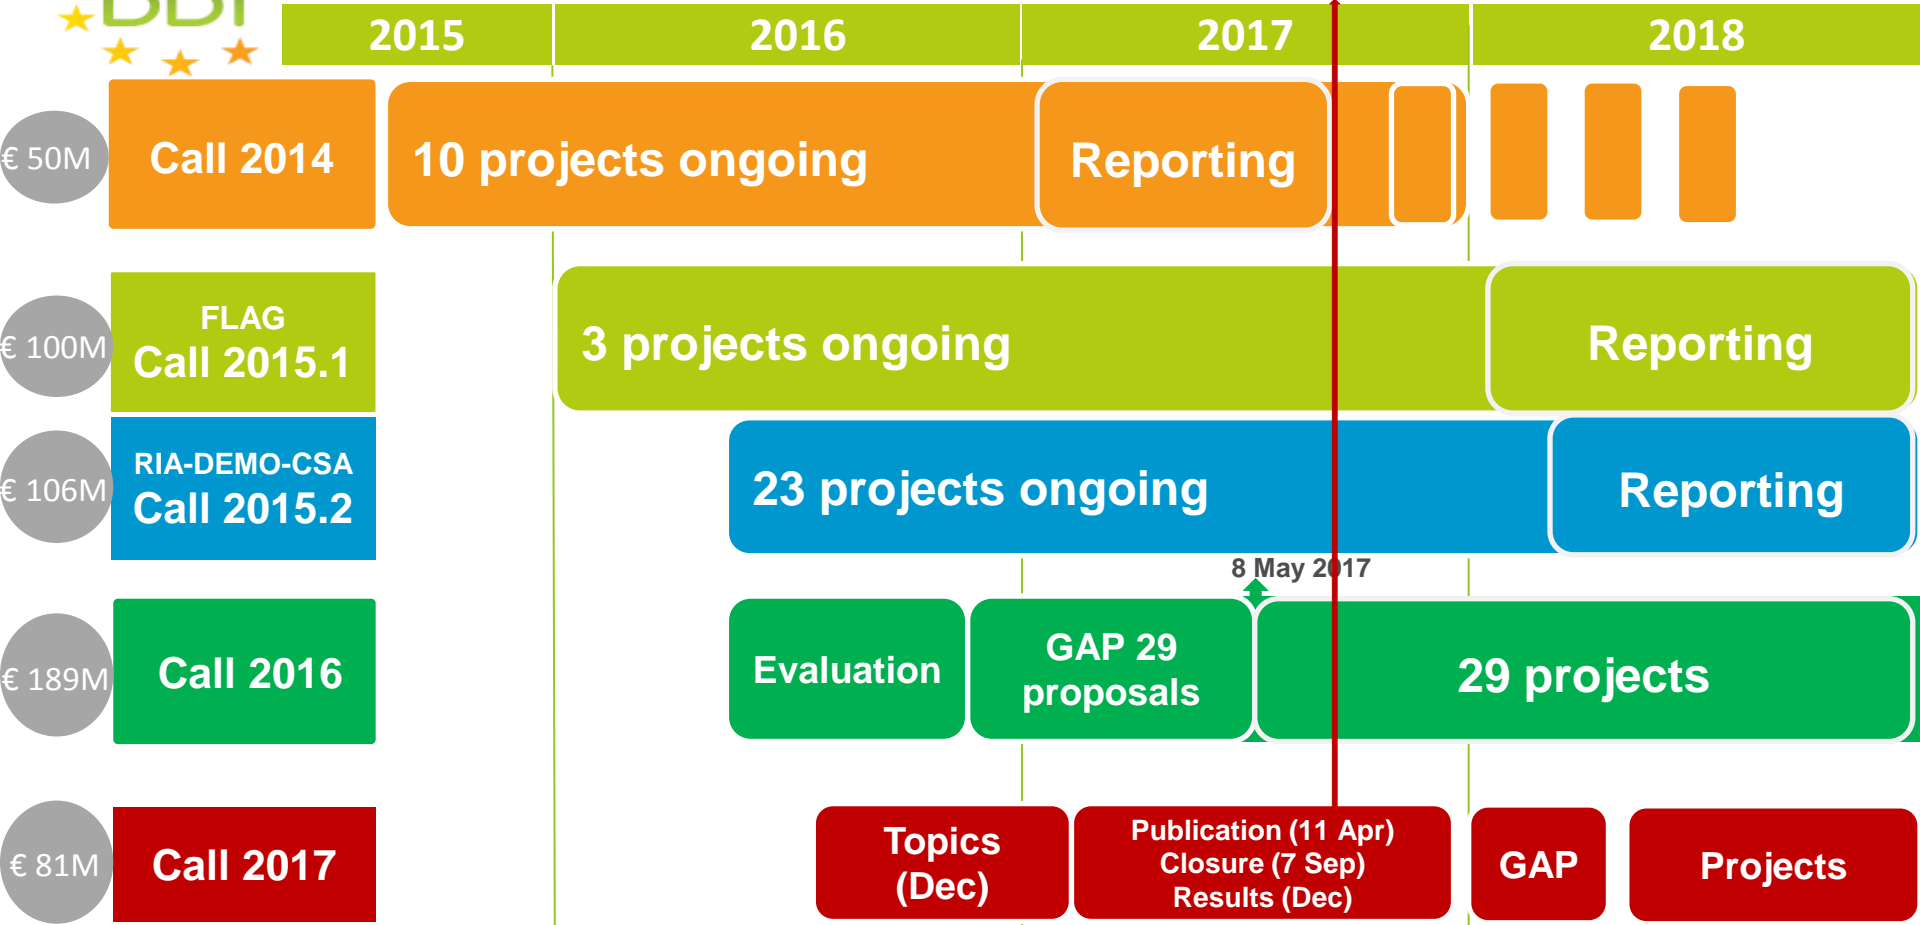 BBI
2015 2016 2017 2018
€ 50M
Call 2014
10 projects ongoing
Reporting
€ 100M
FLAG
Call 2015.1
3 projects ongoing
Reporting
€ 106M
RIA-DEMO-CSA
Call 2015.2
23 projects ongoing
Reporting
8 May 2017
€ 189M
Call 2016
Evaluation
GAP 29
proposals
29 projects
€ 81M
Call 2017
Topics
(Dec)
Publication (11 Apr)
Closure (7 Sep)
Results (Dec)
GAP
Projects